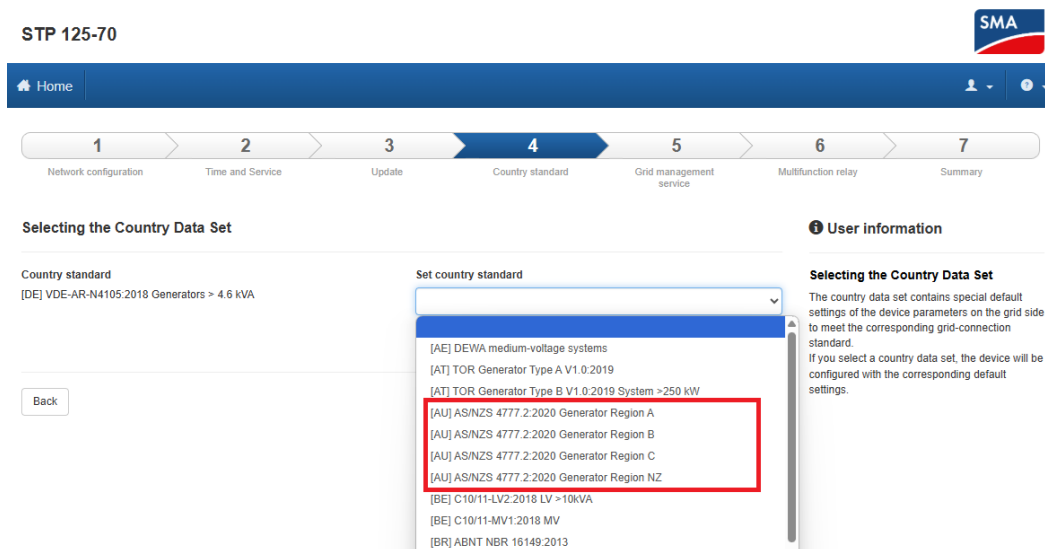 STP 125-70
SMA
Home
1
2
3
4
5
6
7
Network configuration
Time and Service
Update
Country standard
Grid management
service
Multifunction relay
Summary
Selecting the Country Data Set
Country standard
[DE] VDE-AR-N4105:2018 Generators > 4.6 kVA
Set country standard
[AE] DEWA medium-voltage systems
[AT] TOR Generator Type A V1.0:2019
[AT] TOR Generator Type B V1.0:2019 System >250 kW
[AU] AS/NZS 4777.2:2020 Generator Region A
[AU] AS/NZS 4777.2:2020 Generator Region B
[AU] AS/NZS 4777.2:2020 Generator Region C
[AU] AS/NZS 4777.2:2020 Generator Region NZ
[BE] C10/11-LV2:2018 LV >10kVA
[BE] C10/11-MV1:2018 MV
[BR] ABNT NBR 16149:2013
Back
User information
Selecting the Country Data Set
The country data set contains special default
settings of the device parameters on the grid side
to meet the corresponding grid-connection
standard.
If you select a country data set, the device will be
configured with the corresponding default
settings.